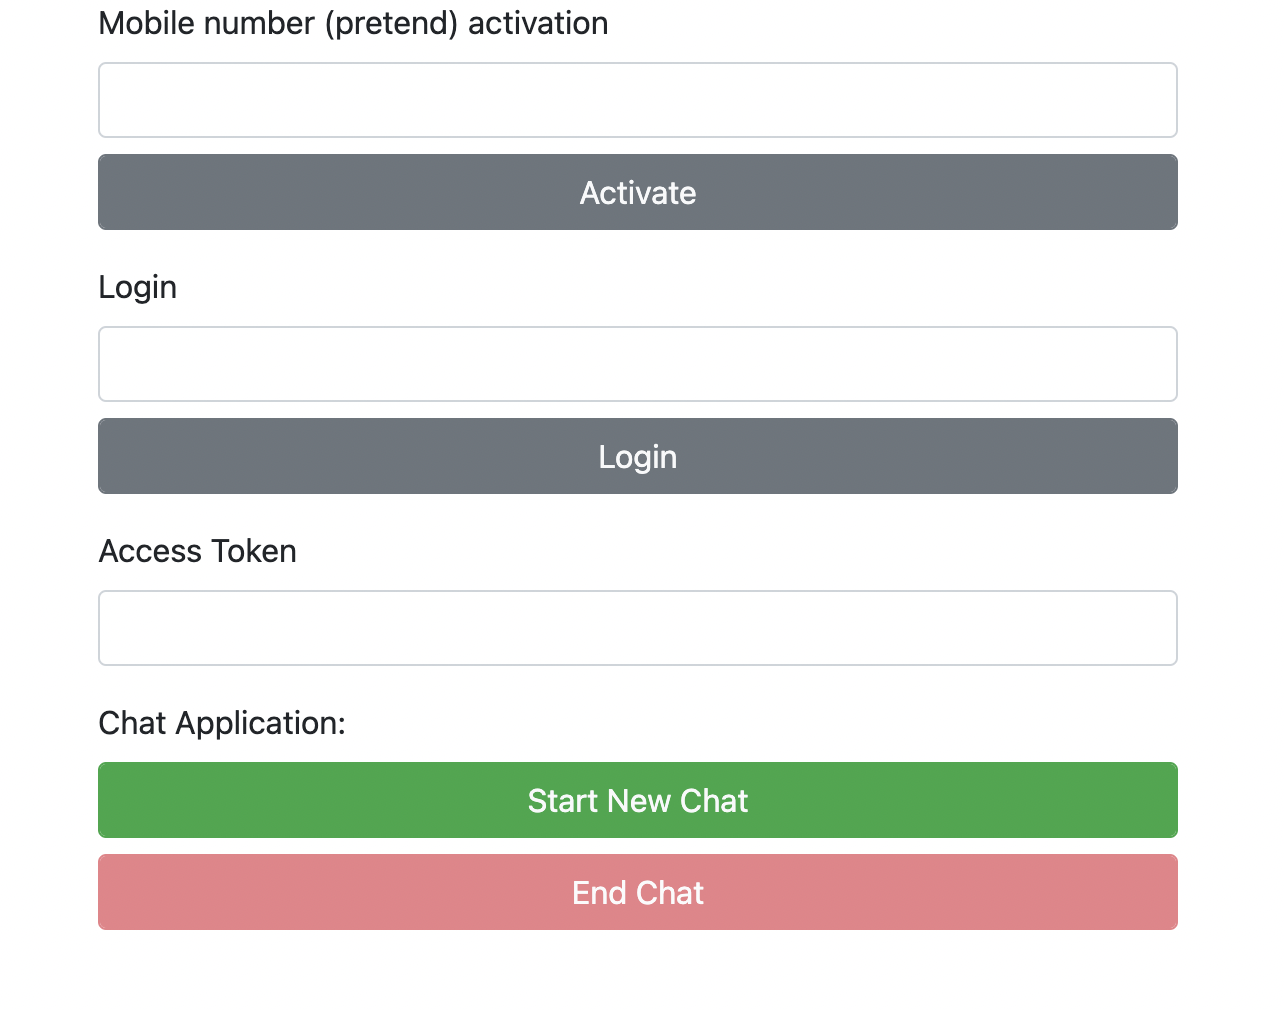 Mobile number (pretend) activation
Activate
Login
Login
Access Token
Chat Application:
Start New Chat
End Chat